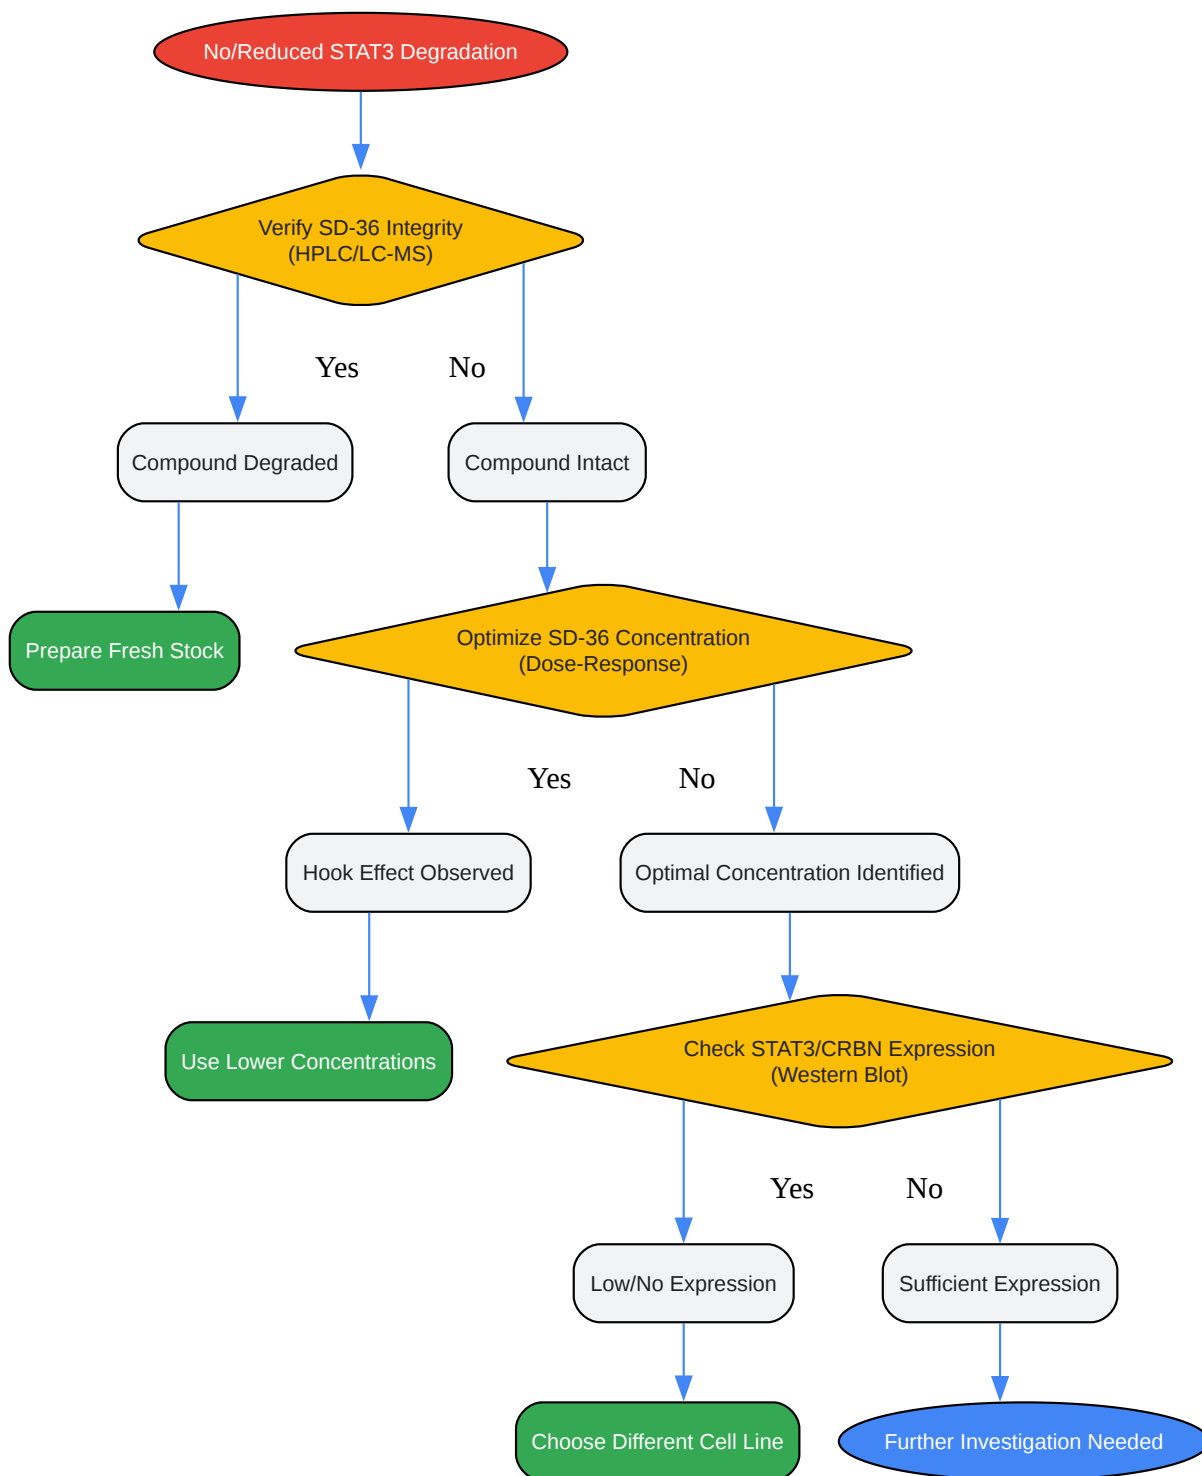 No/Reduced STAT3 Degradation
Verify SD-36 Integrity
(HPLC/LC-MS)
Yes
No
Compound Degraded
Compound Intact
Prepare Fresh Stock
Optimize SD-36 Concentration
(Dose-Response)
Yes
No
Hook Effect Observed
Optimal Concentration Identified
Use Lower Concentrations
Check STAT3/CRBN Expression
(Western Blot)
Yes
No
Low/No Expression
Sufficient Expression
Choose Different Cell Line
Further Investigation Needed